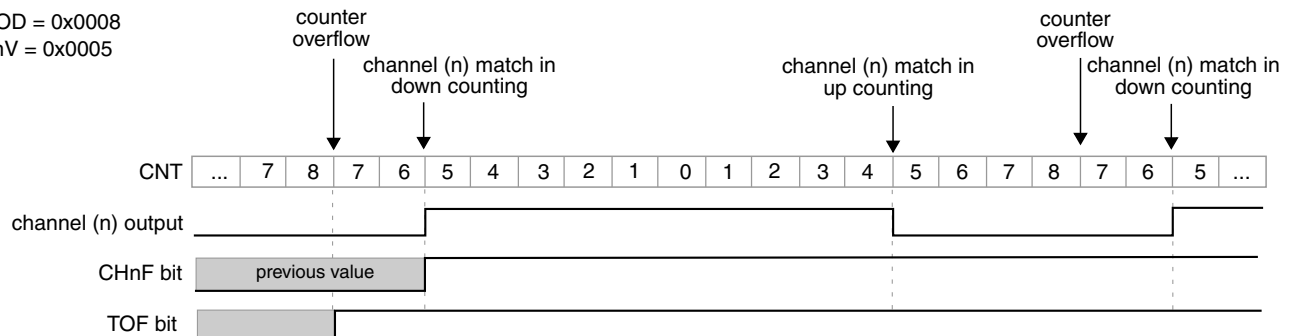 OD = 0x0008
nV = 0x0005
counter
overflow
channel (n) match in
down counting
channel (n) match in
up counting
counter
overflow
channel (n) match in
down counting
CNT ... 7 8 7 6 5 4 3 2 1 0 1 2 3 4 5 6 7 8 7 6 5 ...
channel (n) output
CHnF bit previous value
TOF bit